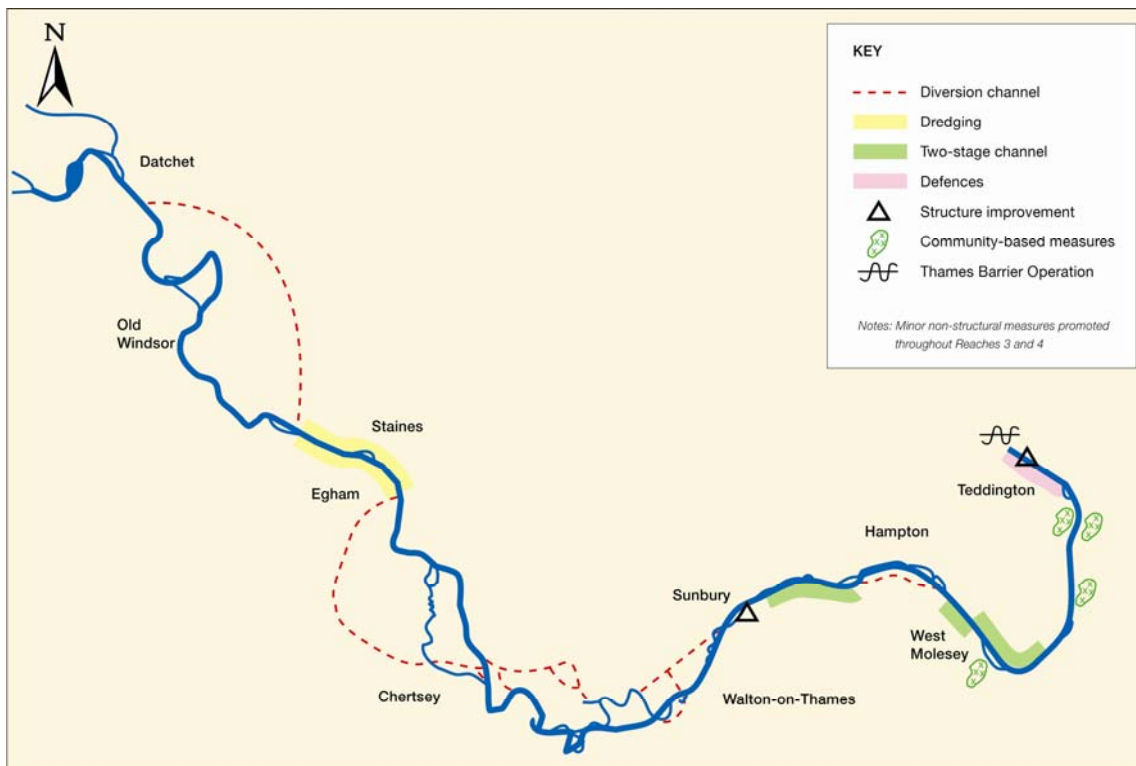 N
KEY
Diversion channel
Dredging
Two-stage channel
Defences
Structure improvement
Community-based measures
Thames Barrier Operation
Notes: Minor non-structural measures promoted
throughout Reaches 3 and 4
Datchet
Old
Windsor
Staines
Egham
Teddington
Hampton
Sunbury
West
Molesey
Chertsey
Walton-on-Thames